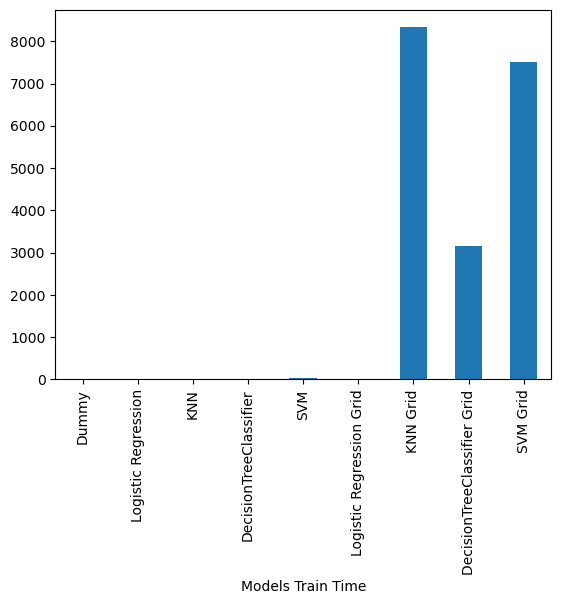 8000
7000
6000
5000
4000
3000
2000
1000
0
Dummy
Logistic Regression
KNN
DecisionTreeClassifier
SVM
Logistic Regression Grid
KNN Grid
DecisionTreeClassifier Grid
SVM Grid
Models Train Time